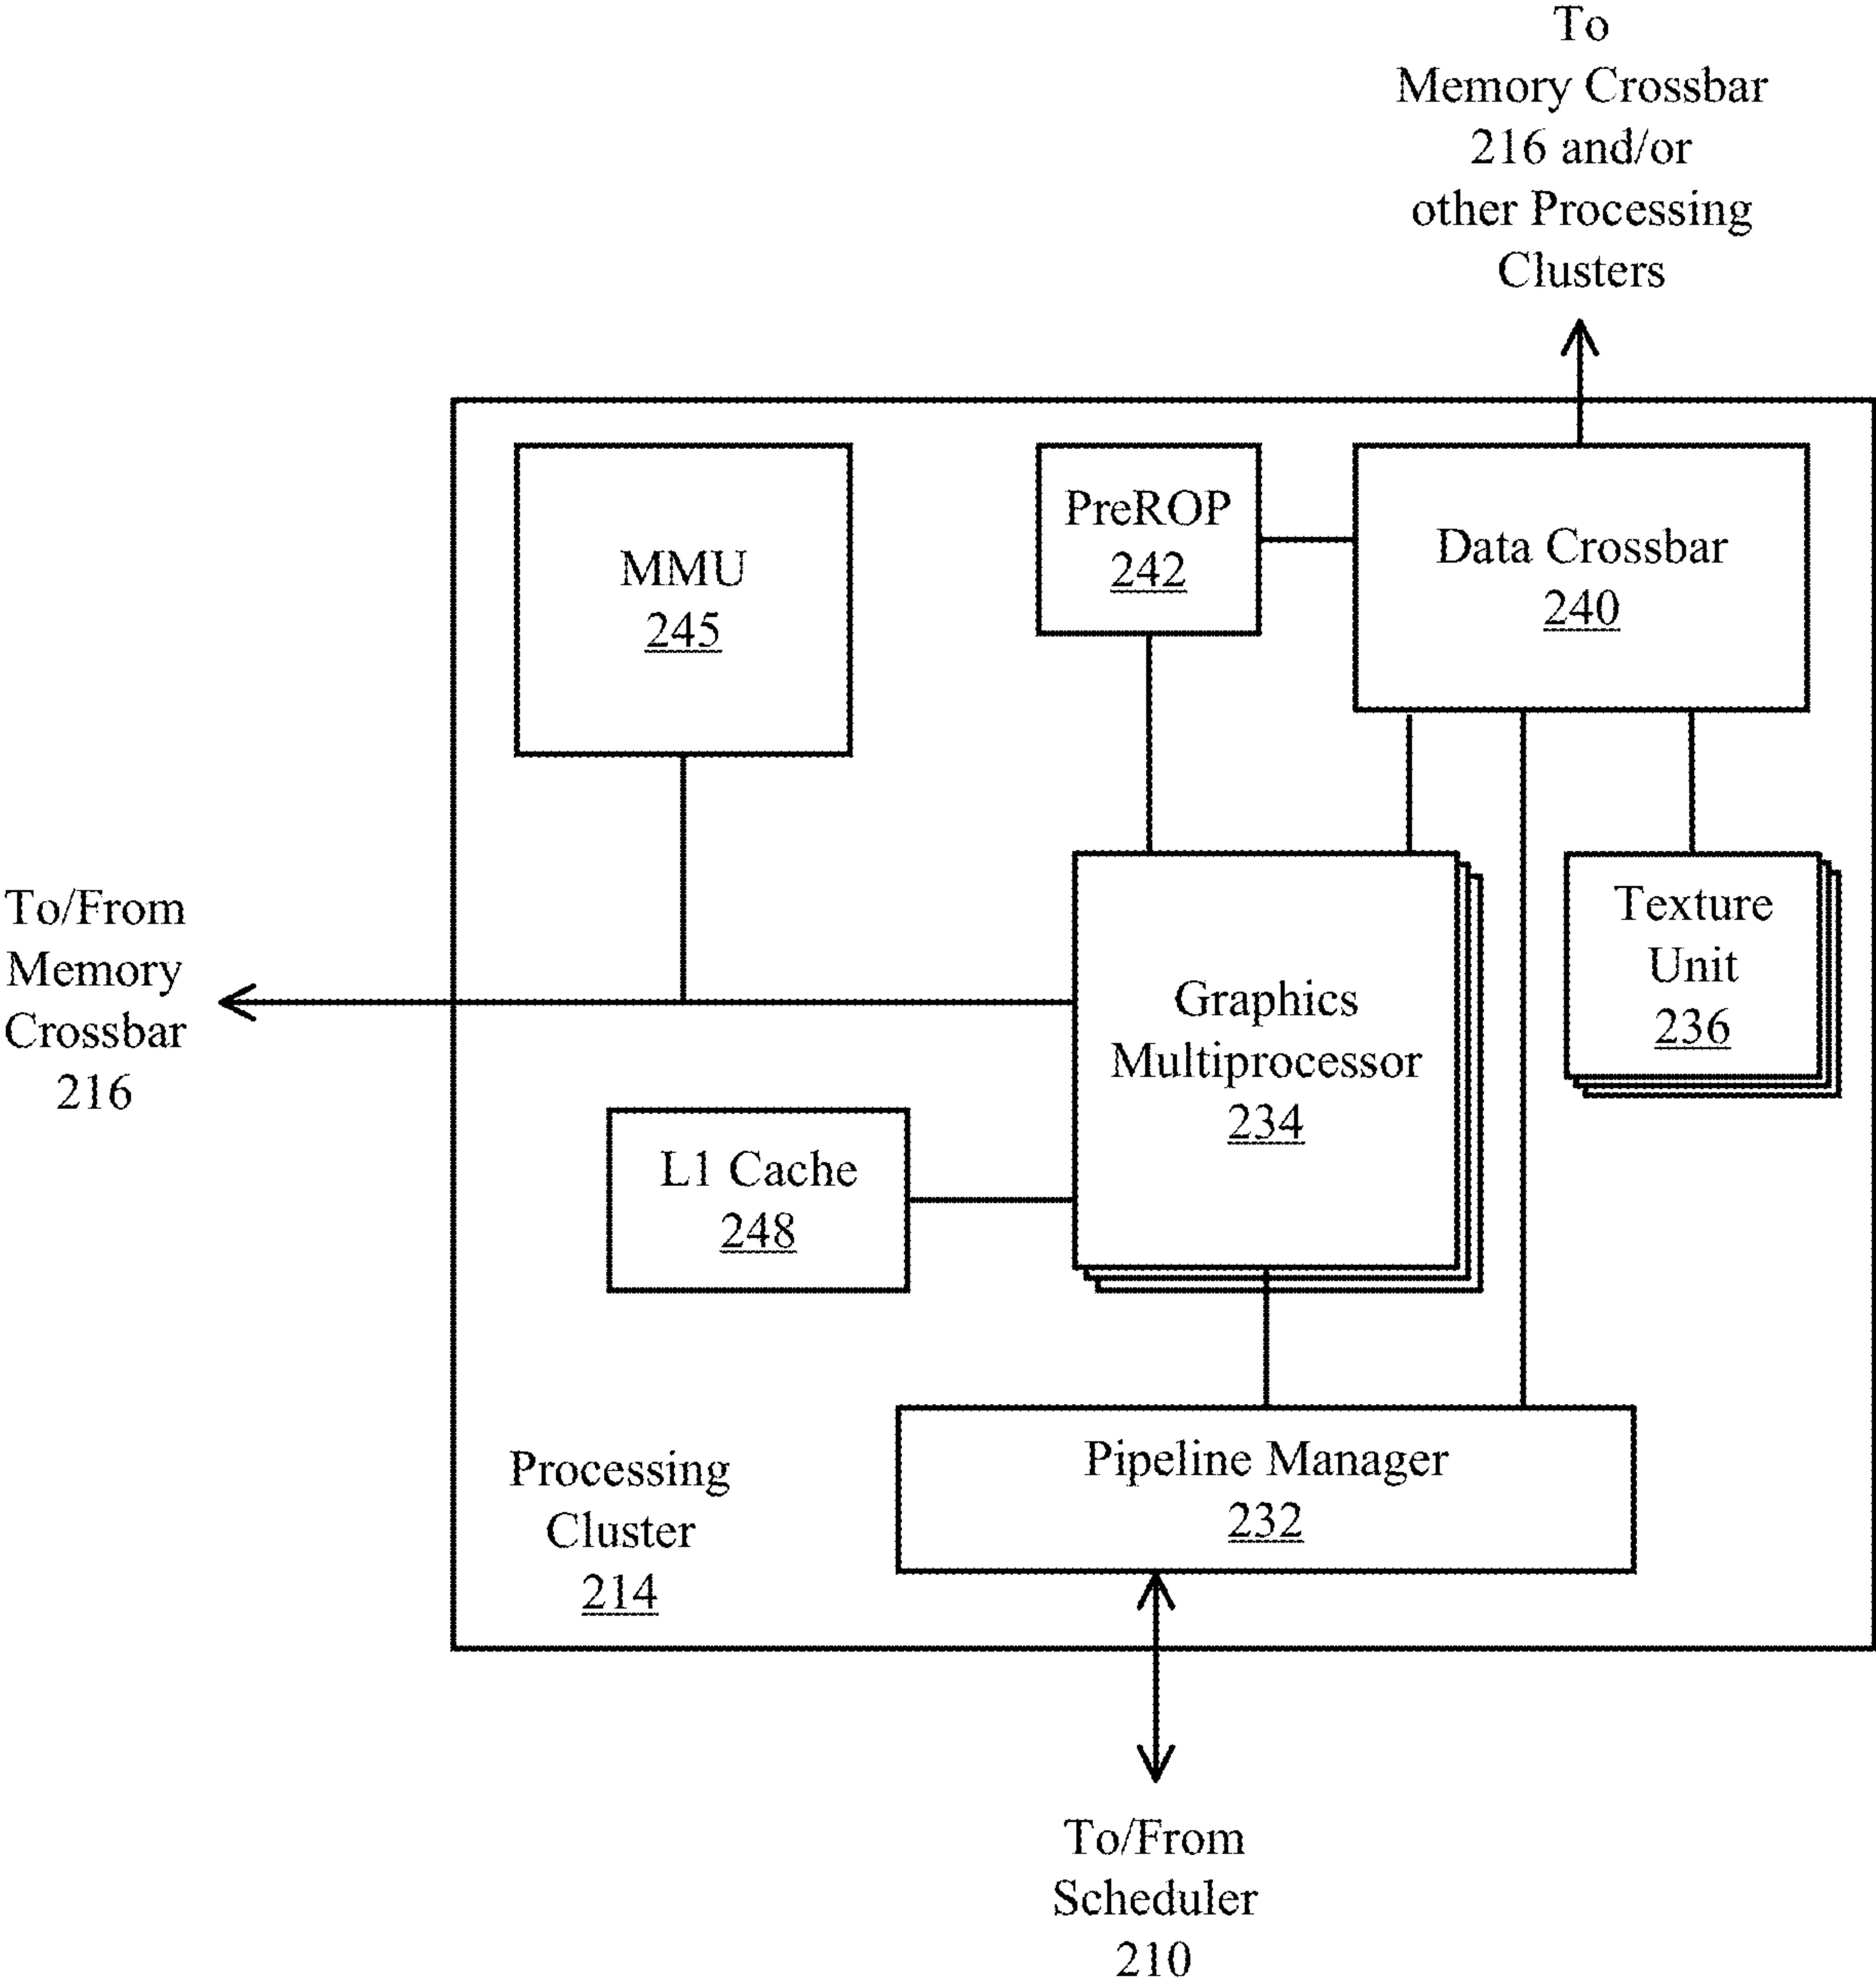 To
Memory Crossbar
216 and/or
other Processing
Clusters
MMU
245
PreROP
242
Data Crossbar
240
To/From
Memory
Crossbar
216
Graphics
Multiprocessor
234
Texture
Unit
236
L1 Cache
248
Pipeline Manager
232
Processing
Cluster
214
To/From
Scheduler
210